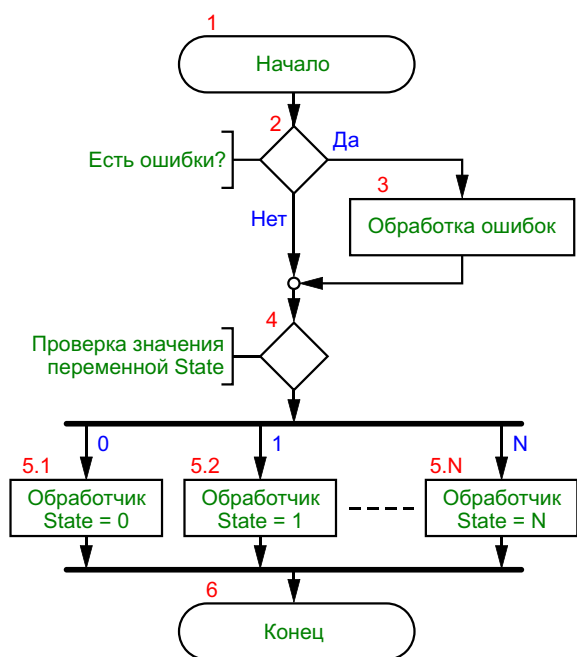 1
Начало
2
Есть ошибки?
Да
3
Нет
Обработка ошибок
4
Проверка значения
переменной State
0
1
N
5.1
5.2
5.N
Обработчик
State = 0
Обработчик
State = 1
Обработчик
State = N
6
Конец